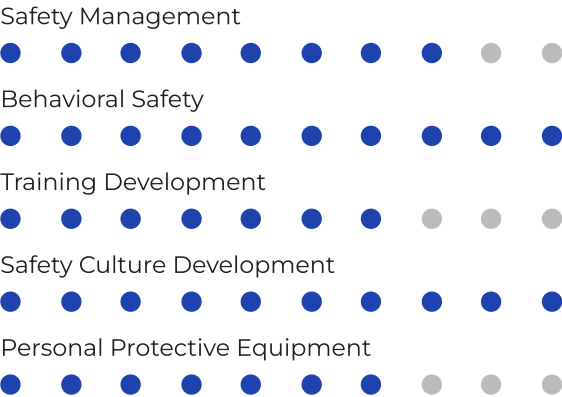 Safety Management
Behavioral Safety
Training Development
Safety Culture Development
Personal Protective Equipment